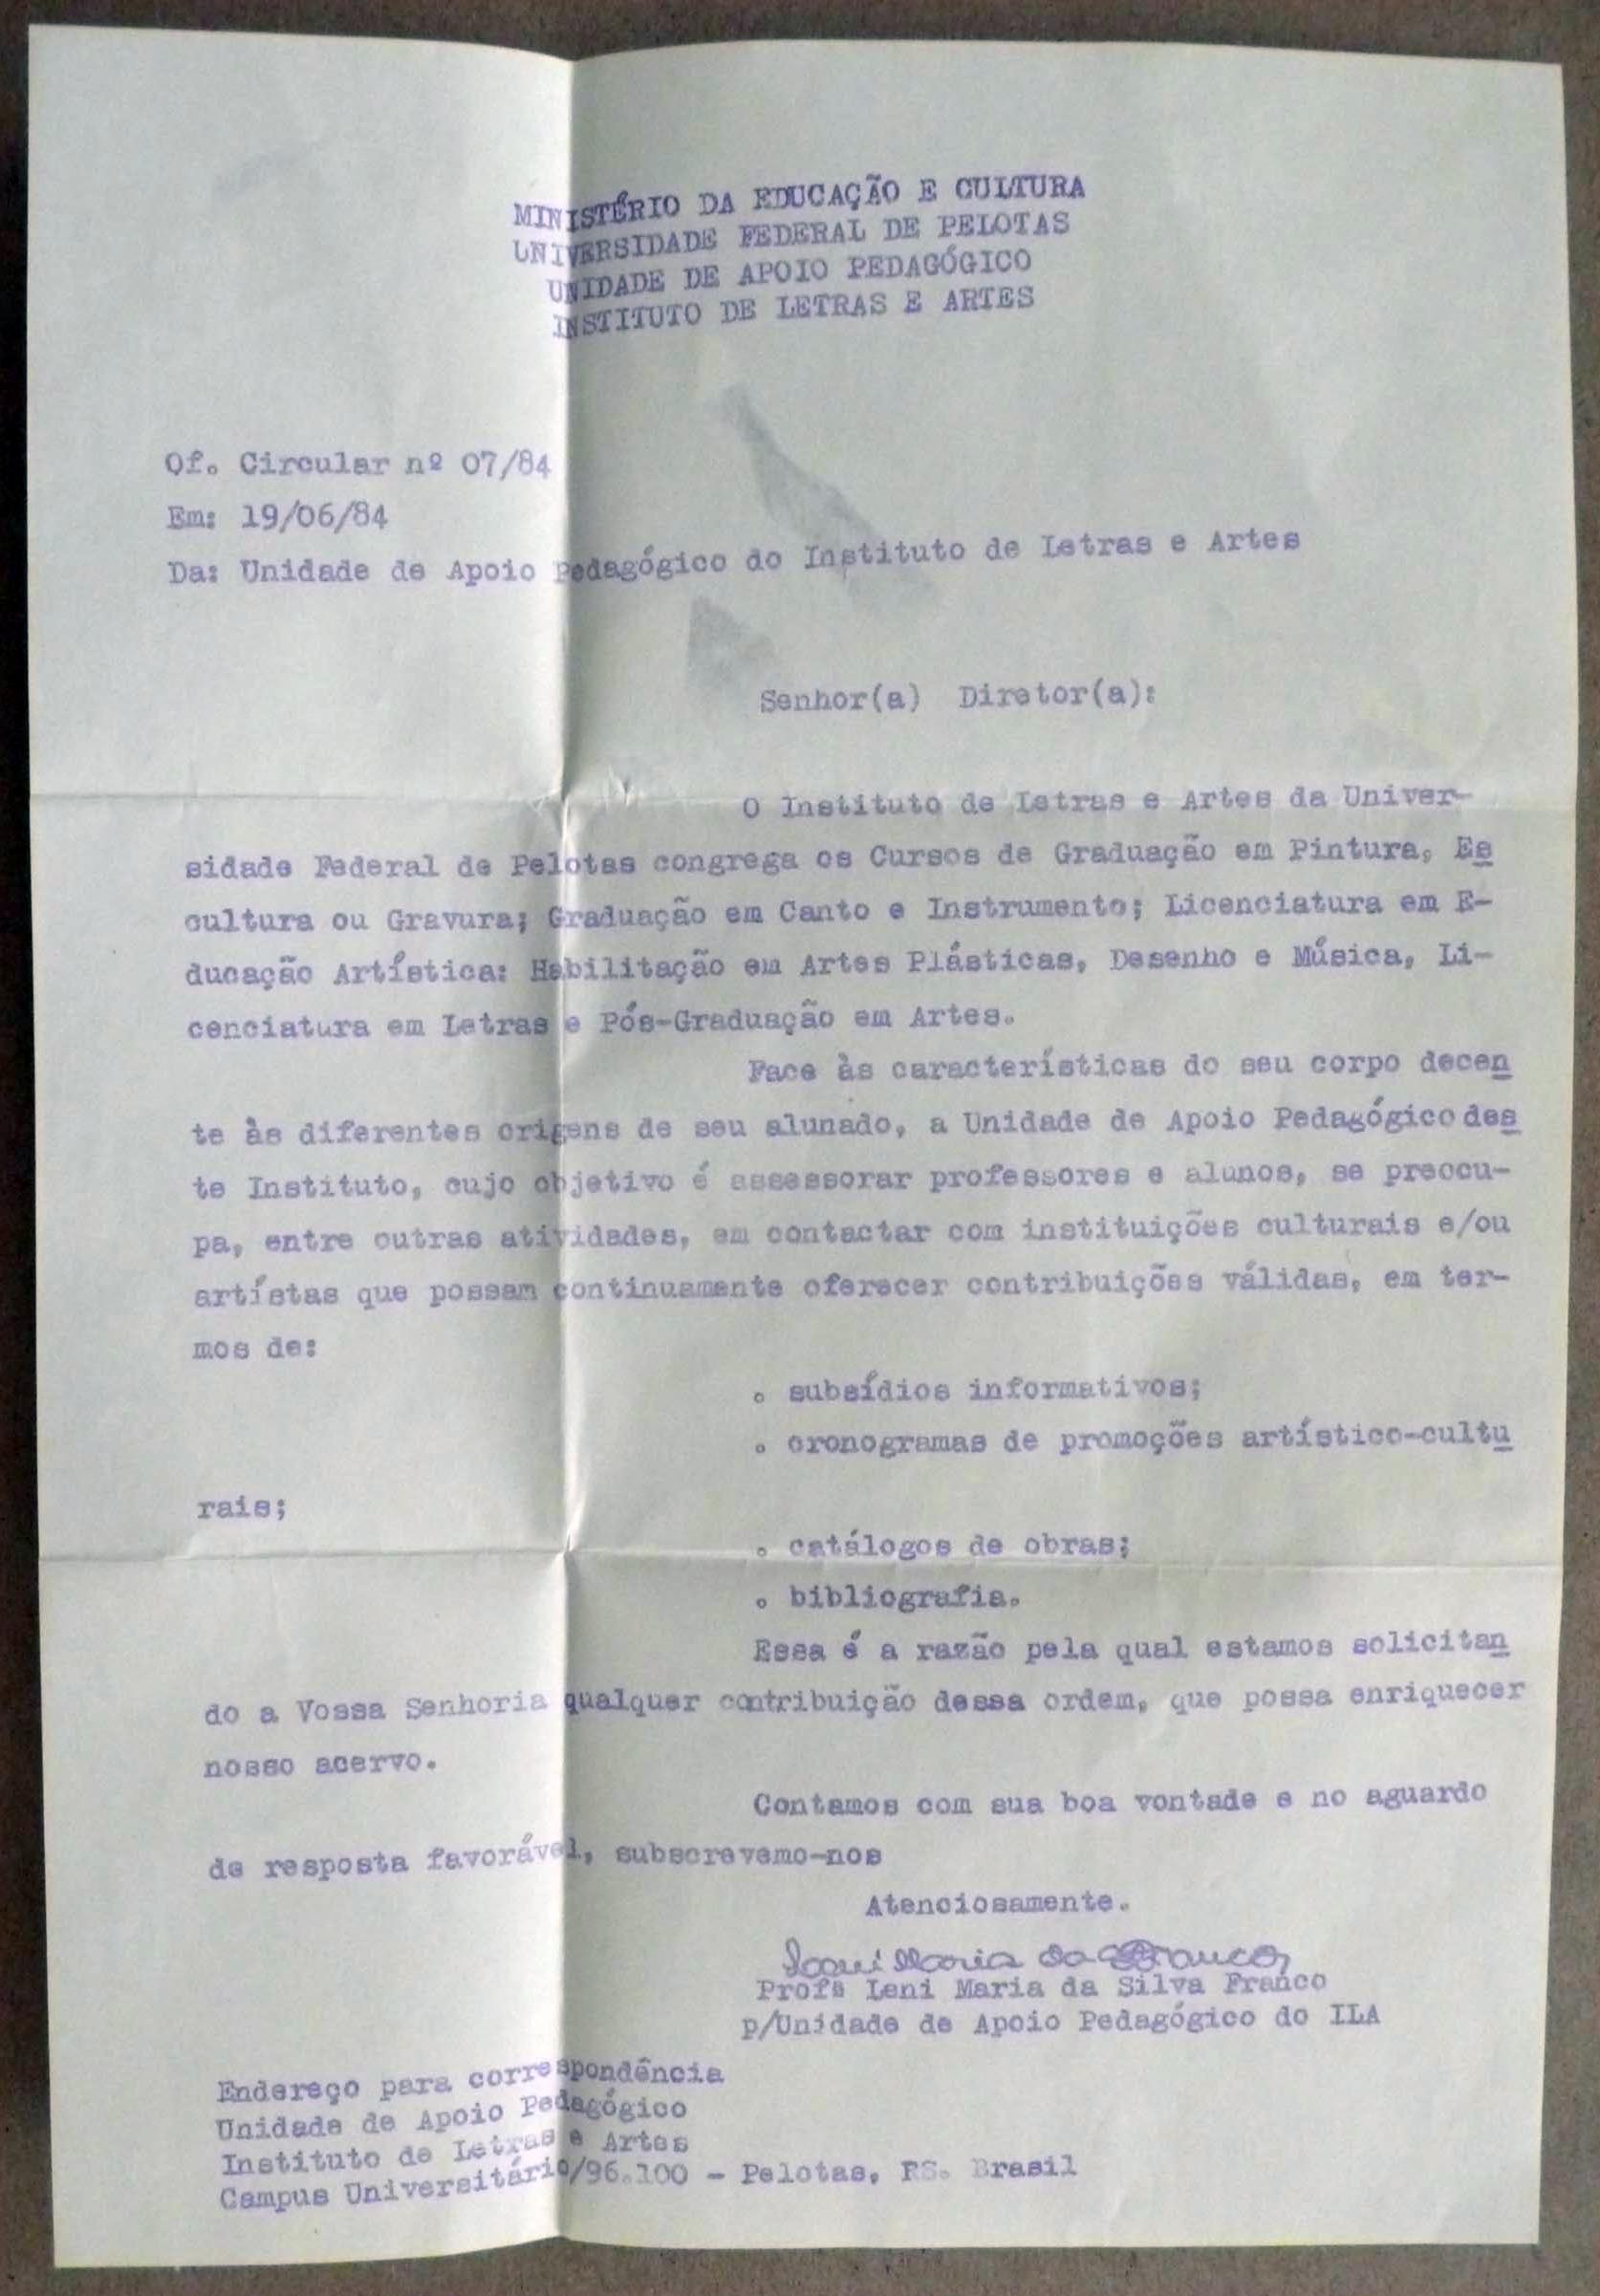 MINISTÉRIO DA EDUCAÇÃO E CULTURA
UNIVERSIDADE FEDERAL DE PELOTAS
UNIDADE DE APOIO PEDAGÓGICO
INSTITUTO DE LETRAS E ARTES
Of. Circular nº 07/84
Em: 19/06/84
Da: Unidade de Apoio Pedagógico do Instituto de Letras e Artes
Senhor(a) Diretor(a):
O Instituto de Letras e Artes da Univer-
sidade Federal de Pelotas congrega os Cursos de Graduação em Pintura, Es
cultura ou Gravura; Graduação em Canto e Instrumento; Licenciatura em E-
ducação Artística: Habilitação em Artes Plásticas, Desenho e Música, Li-
cenciatura em Letras e Pós-Graduação em Artes.
Face às características do seu corpo docen
te às diferentes origens de seu alunado, a Unidade de Apoio Pedagógico des
te Instituto, cujo objetivo é assessorar professores e alunos, se preocu-
pa, entre outras atividades, em contactar com instituições culturais e/ou
artístas que possam continuamente oferecer contribuições válidas, em ter-
mos de:
. subsídios informativos;
. cronogramas de promoções artístico-cultu
rais;
. catálogos de obras;
. bibliografia.
Essa é a razão pela qual estamos solicitan
do a Vossa Senhoria qualquer contribuição dessa ordem, que possa enriquecer
nosso acervo.
Contamos com sua boa vontade e no aguardo
de resposta favorável, subscrevemo-nos
Atenciosamente.
Profª Leni Maria da Silva Franco
p/Unidade de Apoio Pedagógico do ILA
Endereço para correspondência
Unidade de Apoio Pedagógico
Instituto de Letras e Artes
Campus Universitário/96.100 - Pelotas, RS. Brasil